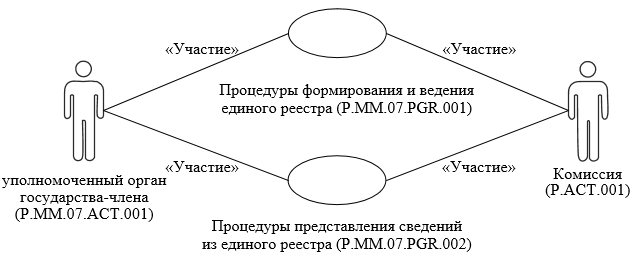 «Участие»
«Участие»
Процедуры формирования и ведения
единого реестра (P.MM.07.PGR.001)
«Участие»
«Участие»
уполномоченный орган
государства-члена
(P.MM.07.ACT.001)
Комиссия
(P.ACT.001)
Процедуры представления сведений
из единого реестра (P.MM.07.PGR.002)